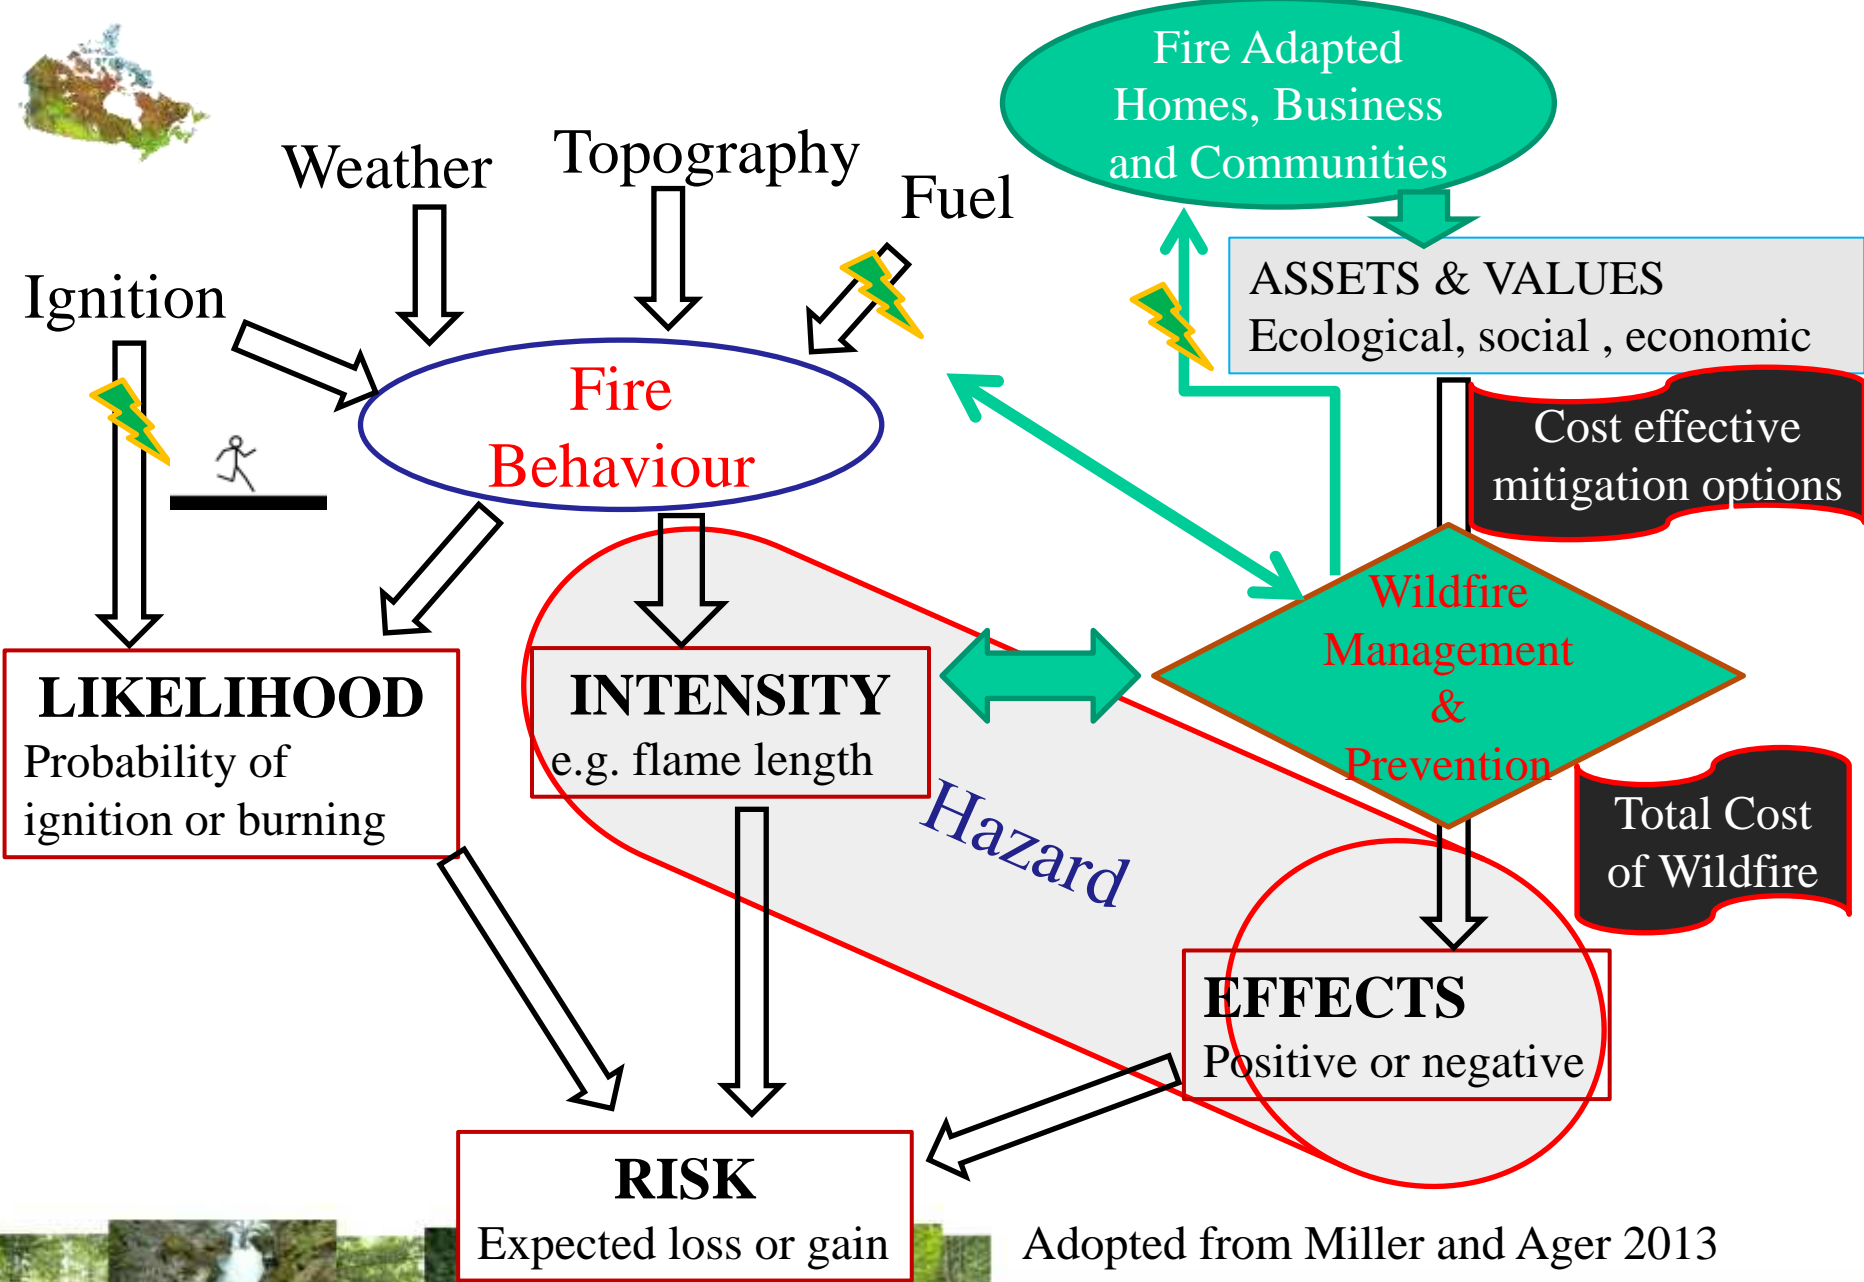 Fire Adapted
Homes, Business
and Communities
Weather
Topography
Fuel
Ignition
ASSETS & VALUES
Ecological, social , economic
Fire
Behaviour
Cost effective
mitigation options
Wildfire
Management
&
Prevention
LIKELIHOOD
Probability of
ignition or burning
INTENSITY
e.g. flame length
Hazard
Total Cost
of Wildfire
EFFECTS
Positive or negative
RISK
Expected loss or gain
Adopted from Miller and Ager 2013